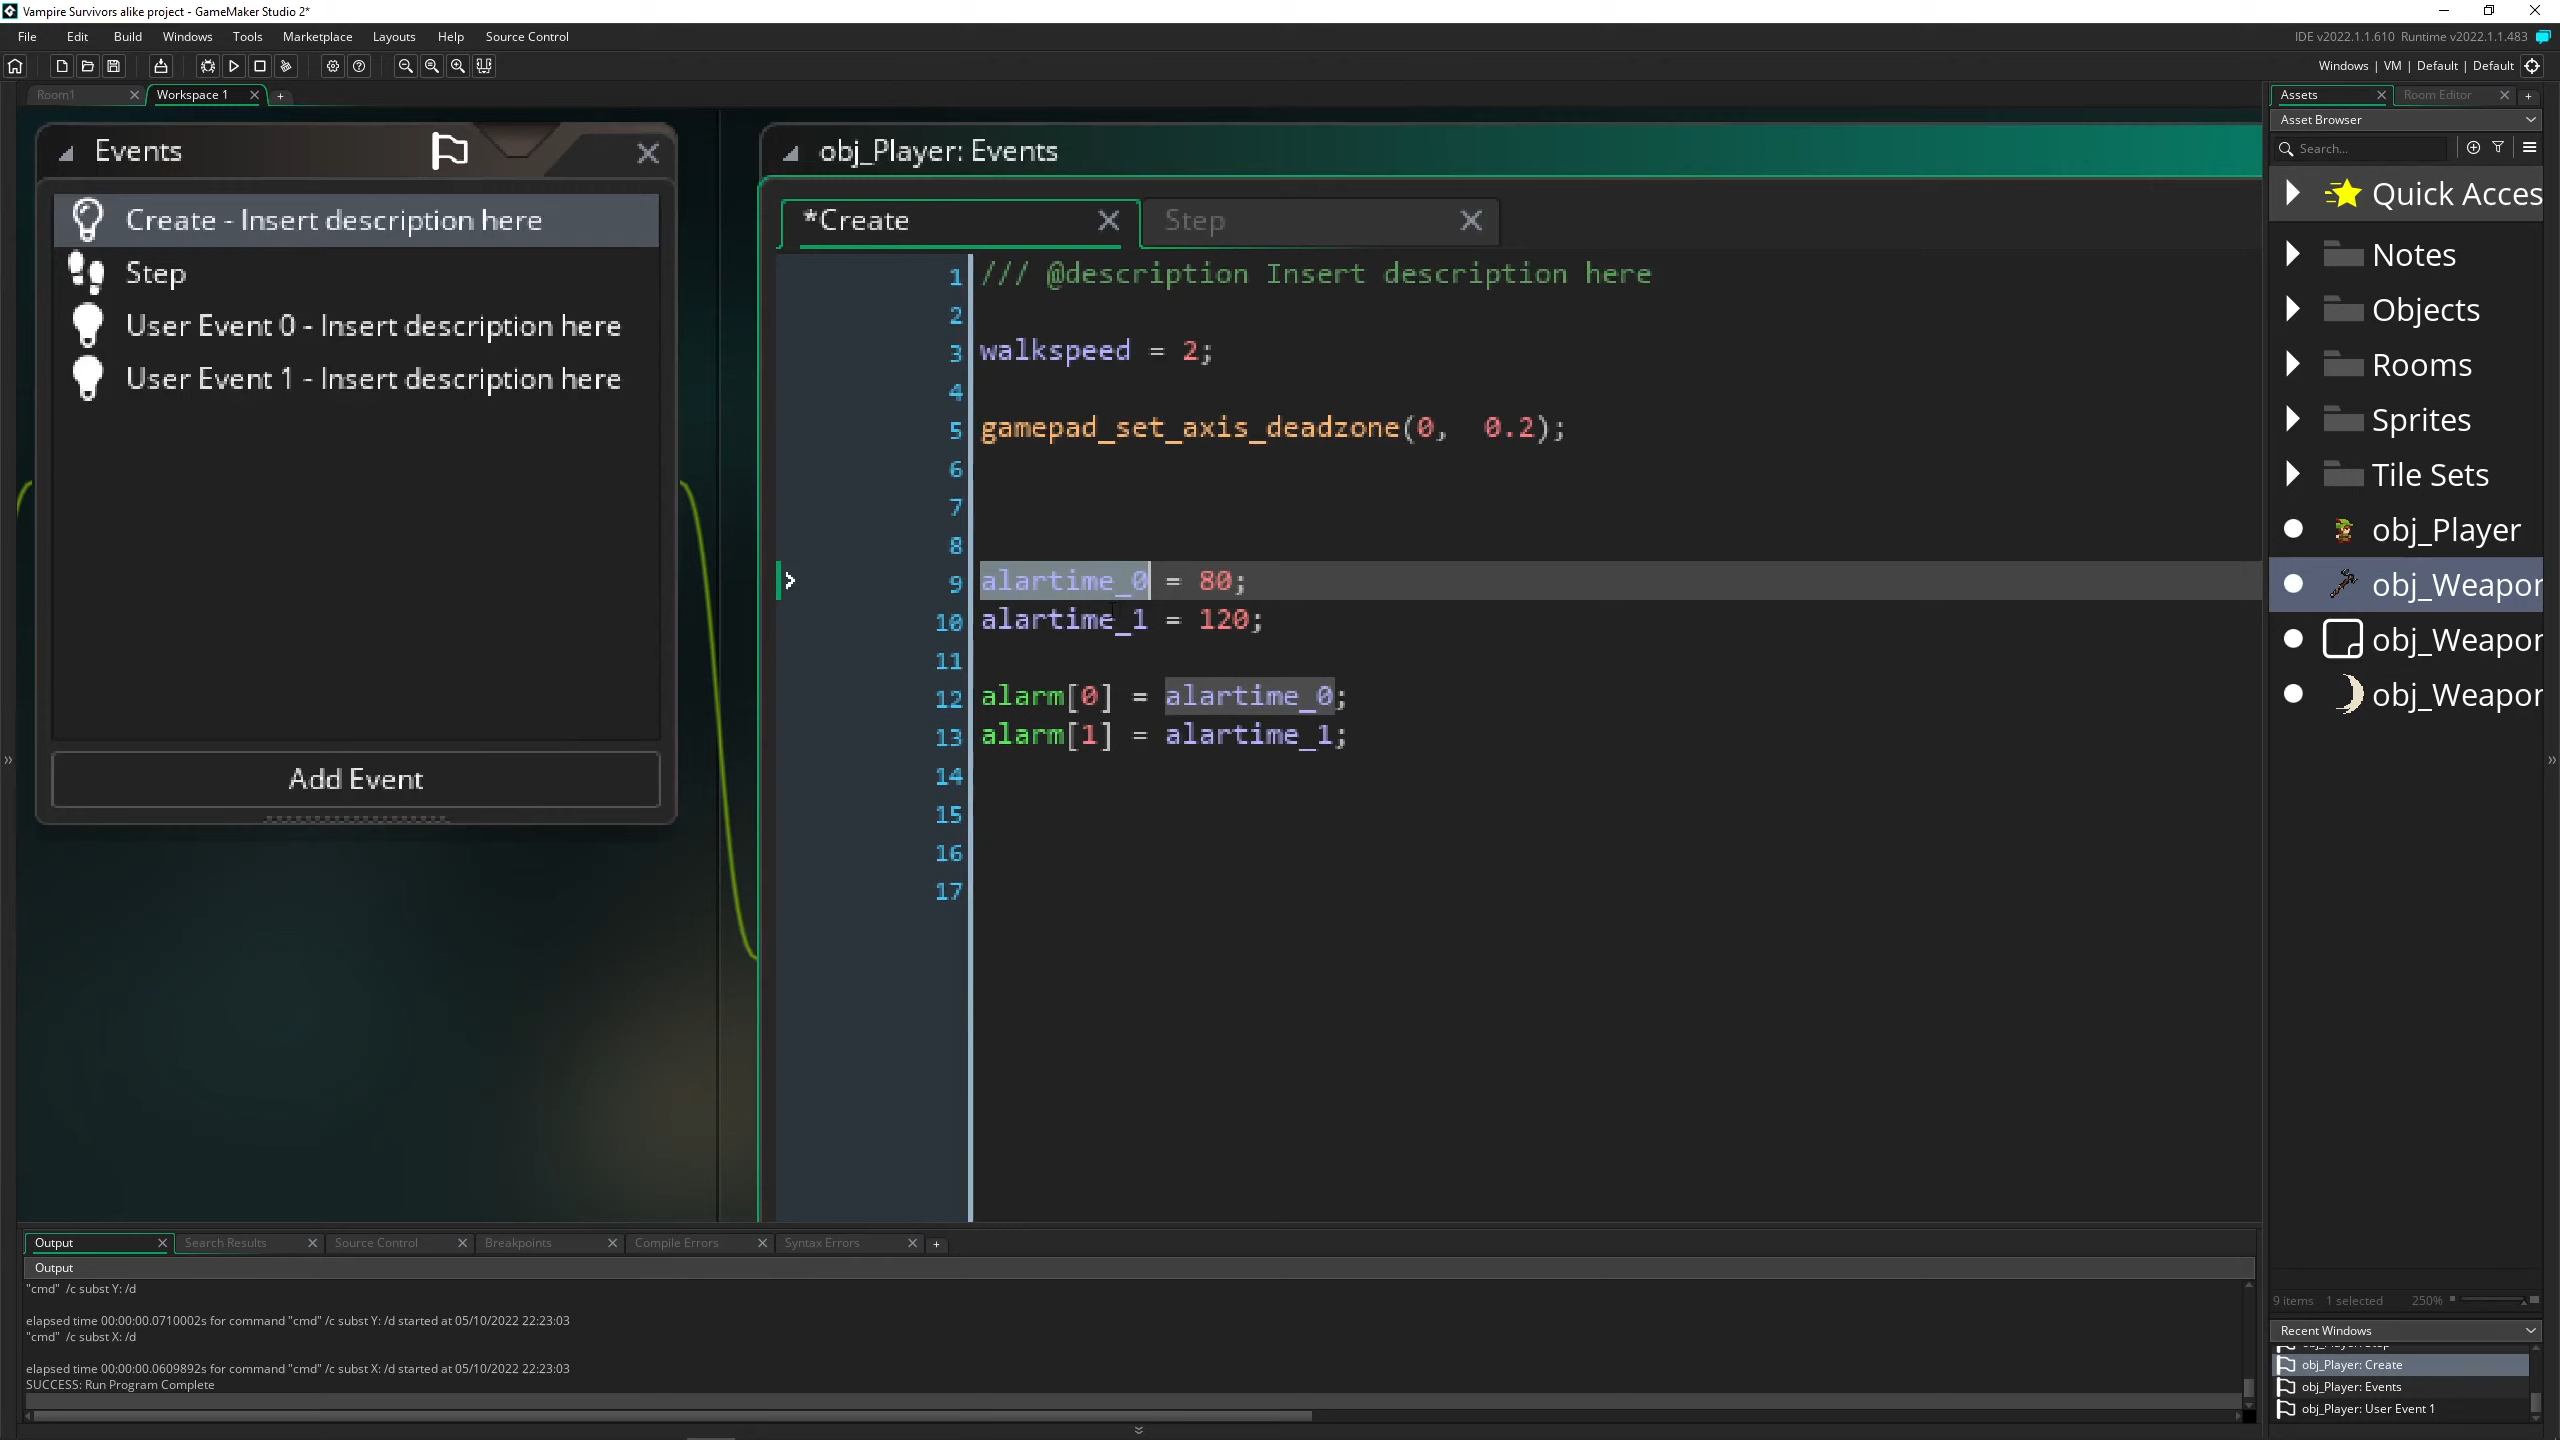 Vampire Survivors alike project - GameMaker Studio 2*
File Edit Build Windows Tools Marketplace Layouts Help Source Control
IDE v2022.1.1.610 Runtime v2022.1.1.483
Windows | VM | Default | Default
Room1
Workspace 1
Events
Create - Insert description here
Step
User Event 0 - Insert description here
User Event 1 - Insert description here
Add Event
obj_Player: Events
*Create
Step
1 /// @description Insert description here
2
3 walkspeed = 2;
4
5 gamepad_set_axis_deadzone(0, 0.2);
6
7
8
9 alartime_0 = 80;
10 alartime_1 = 120;
11
12 alarm[0] = alartime_0;
13 alarm[1] = alartime_1;
14
15
16
17
Assets
Room Editor
Asset Browser
Search...
Quick Acces
Notes
Objects
Rooms
Sprites
Tile Sets
obj_Player
obj_Weapon
obj_Weapon
obj_Weapon
9 items 1 selected 250%
Recent Windows
obj_Player: Create
obj_Player: Events
obj_Player: User Event 1
Output Search Results Source Control Breakpoints Compile Errors Syntax Errors
Output
"cmd" /c subst Y: /d
elapsed time 00:00:00.0710002s for command "cmd" /c subst Y: /d started at 05/10/2022 22:23:03
"cmd" /c subst X: /d
elapsed time 00:00:00.0609892s for command "cmd" /c subst X: /d started at 05/10/2022 22:23:03
SUCCESS: Run Program Complete